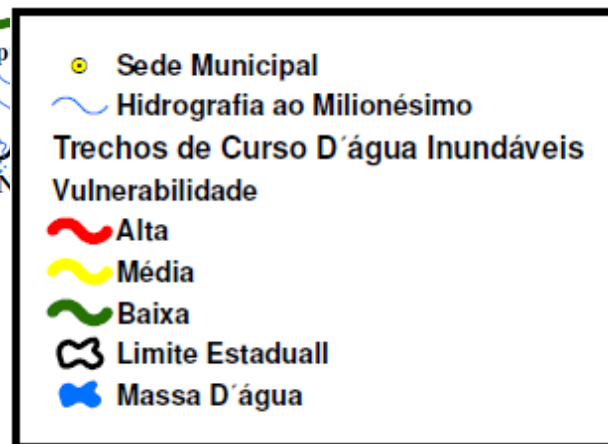 Sede Municipal
Hidrografia ao Milionésimo
Trechos de Curso D´água Inundáveis
Vulnerabilidade
Alta
Média
Baixa
Limite Estaduall
Massa D´água